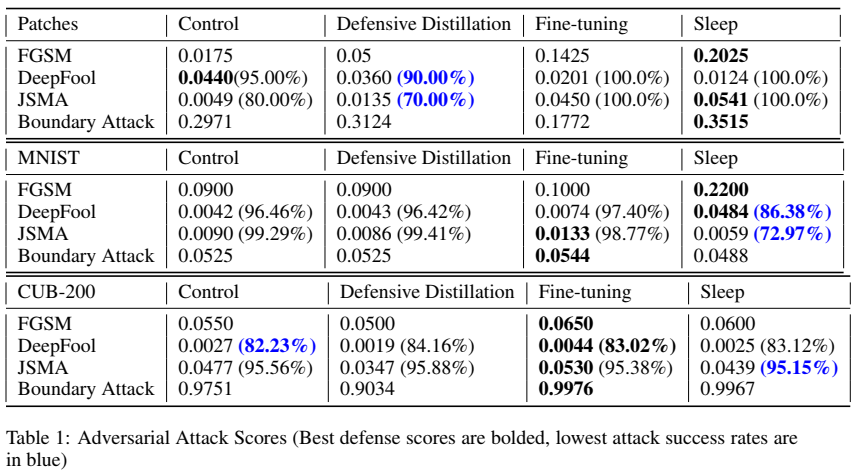 Patches Control Defensive Distillation Fine-tuning Sleep
FGSM 0.0175 0.05 0.1425 0.2025
DeepFool 0.0440(95.00%) 0.0360 (90.00%) 0.0201 (100.0%) 0.0124 (100.0%)
JSMA 0.0049 (80.00%) 0.0135 (70.00%) 0.0450 (100.0%) 0.0541 (100.0%)
Boundary Attack 0.2971 0.3124 0.1772 0.3515
MNIST Control Defensive Distillation Fine-tuning Sleep
FGSM 0.0900 0.0900 0.1000 0.2200
DeepFool 0.0042 (96.46%) 0.0043 (96.42%) 0.0074 (97.40%) 0.0484 (86.38%)
JSMA 0.0090 (99.29%) 0.0086 (99.41%) 0.0133 (98.77%) 0.0059 (72.97%)
Boundary Attack 0.0525 0.0525 0.0544 0.0488
CUB-200 Control Defensive Distillation Fine-tuning Sleep
FGSM 0.0550 0.0500 0.0650 0.0600
DeepFool 0.0027 (82.23%) 0.0019 (84.16%) 0.0044 (83.02%) 0.0025 (83.12%)
JSMA 0.0477 (95.56%) 0.0347 (95.88%) 0.0530 (95.38%) 0.0439 (95.15%)
Boundary Attack 0.9751 0.9034 0.9976 0.9967
Table 1: Adversarial Attack Scores (Best defense scores are bolded, lowest attack success rates are
in blue)